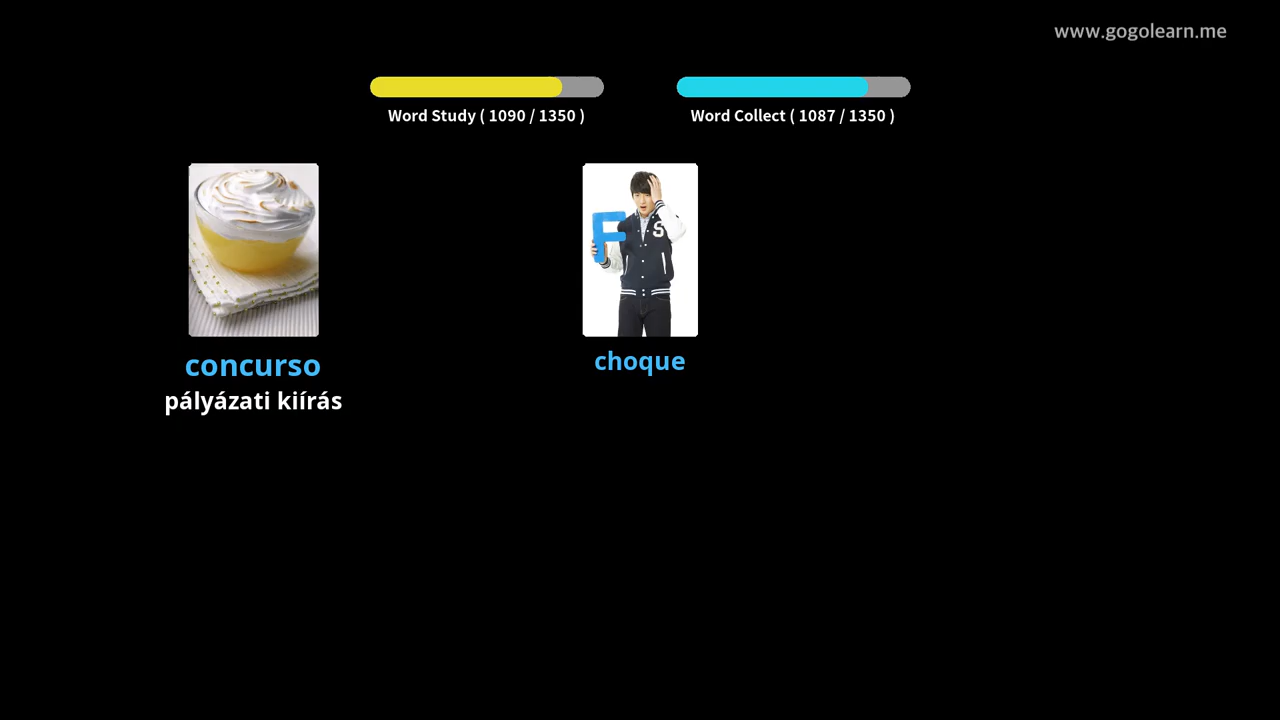 www.gogolearn.me
Word Study ( 1090 / 1350 )
Word Collect ( 1087 / 1350 )
F
S
concurso
choque
pályázati kiírás